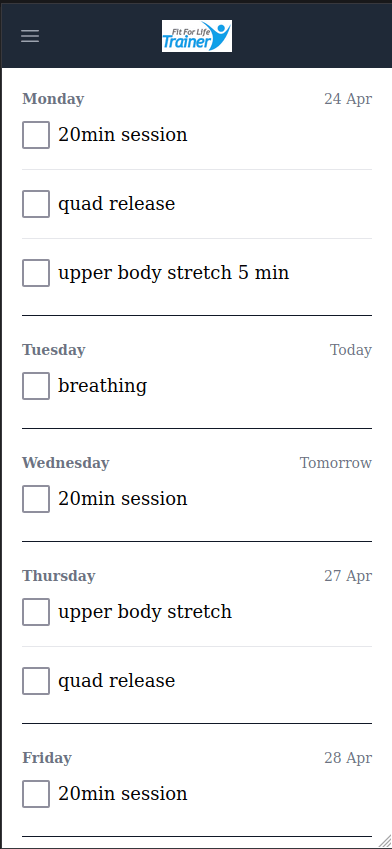 Fit For Life
Trainer
Monday 24 Apr
20min session
quad release
upper body stretch 5 min
Tuesday Today
breathing
Wednesday Tomorrow
20min session
Thursday 27 Apr
upper body stretch
quad release
Friday 28 Apr
20min session